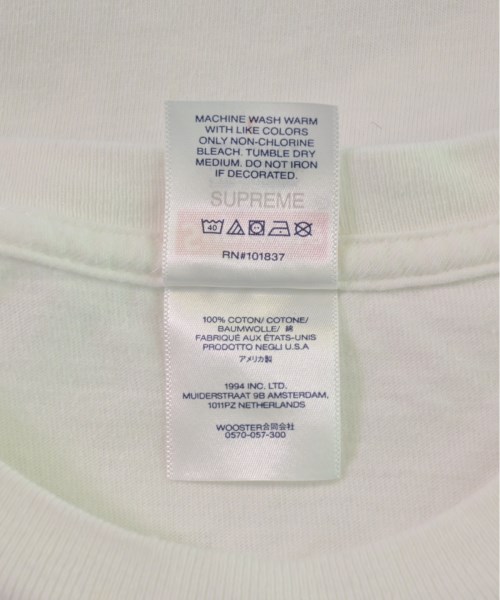 MACHINE WASH WARM
WITH LIKE COLORS
ONLY NON-CHLORINE
BLEACH. TUMBLE DRY
MEDIUM. DO NOT IRON
IF DECORATED.
SUPREME
40
RN#101837
100% COTON/ COTONE/
BAUMWOLLE/ 綿
FABRIQUÉ AUX ÉTATS-UNIS
PRODOTTO NEGLI U.S.A
アメリカ製
1994 INC. LTD.
MUIDERSTRAAT 9B AMSTERDAM,
1011PZ NETHERLANDS
WOOSTER合同会社
0570-057-300